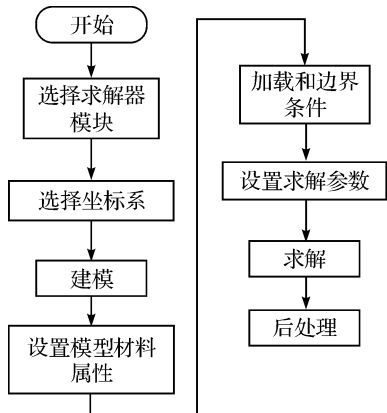 开始
选择求解器
模块
选择坐标系
建模
设置模型材料
属性
加载和边界
条件
设置求解参数
求解
后处理